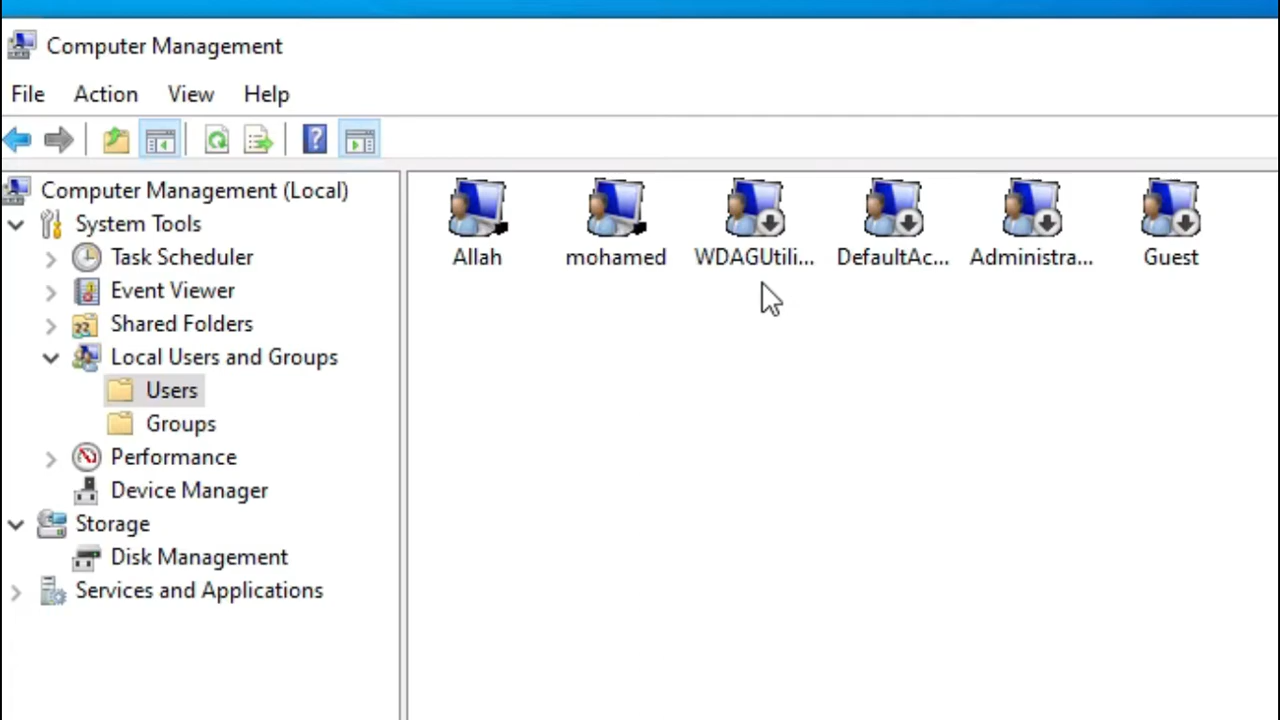 Computer Management
File Action View Help
Computer Management (Local)
System Tools
Task Scheduler
Event Viewer
Shared Folders
Local Users and Groups
Users
Groups
Performance
Device Manager
Storage
Disk Management
Services and Applications
Allah mohamed WDAGUtili... DefaultAc... Administra... Guest